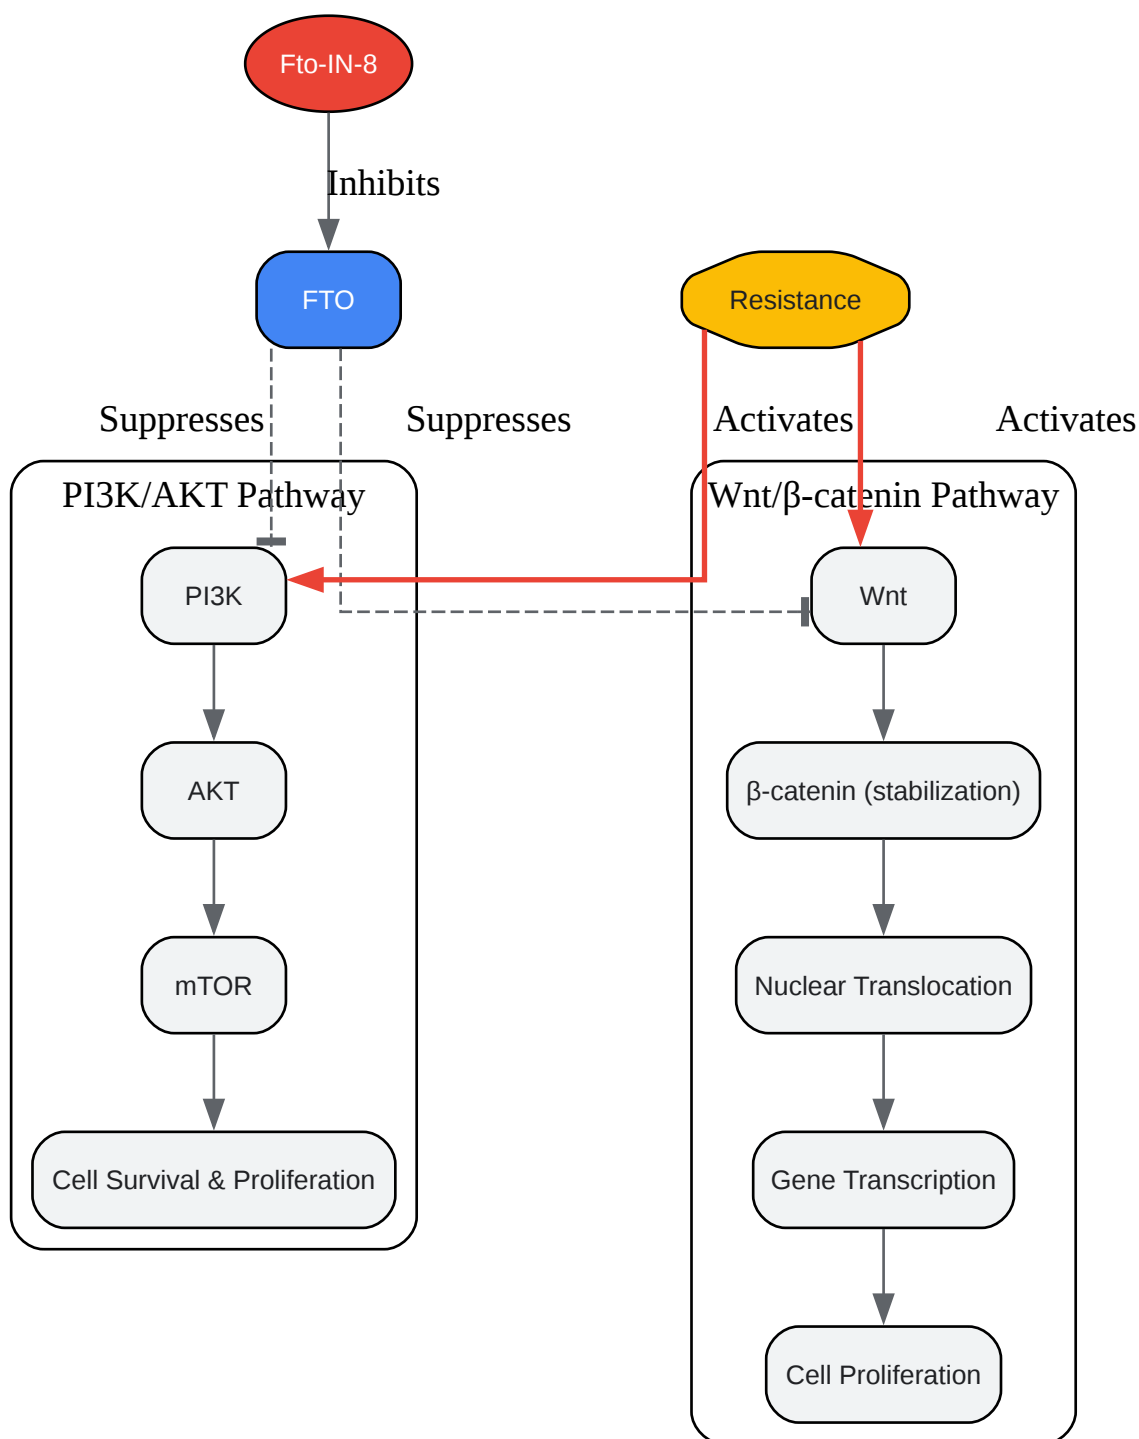 Fto-IN-8
Inhibits
FTO
Resistance
Suppresses
Suppresses
Activates
Activates
PI3K/AKT Pathway
Wnt/β-catenin Pathway
PI3K
Wnt
AKT
β-catenin (stabilization)
mTOR
Nuclear Translocation
Cell Survival & Proliferation
Gene Transcription
Cell Proliferation